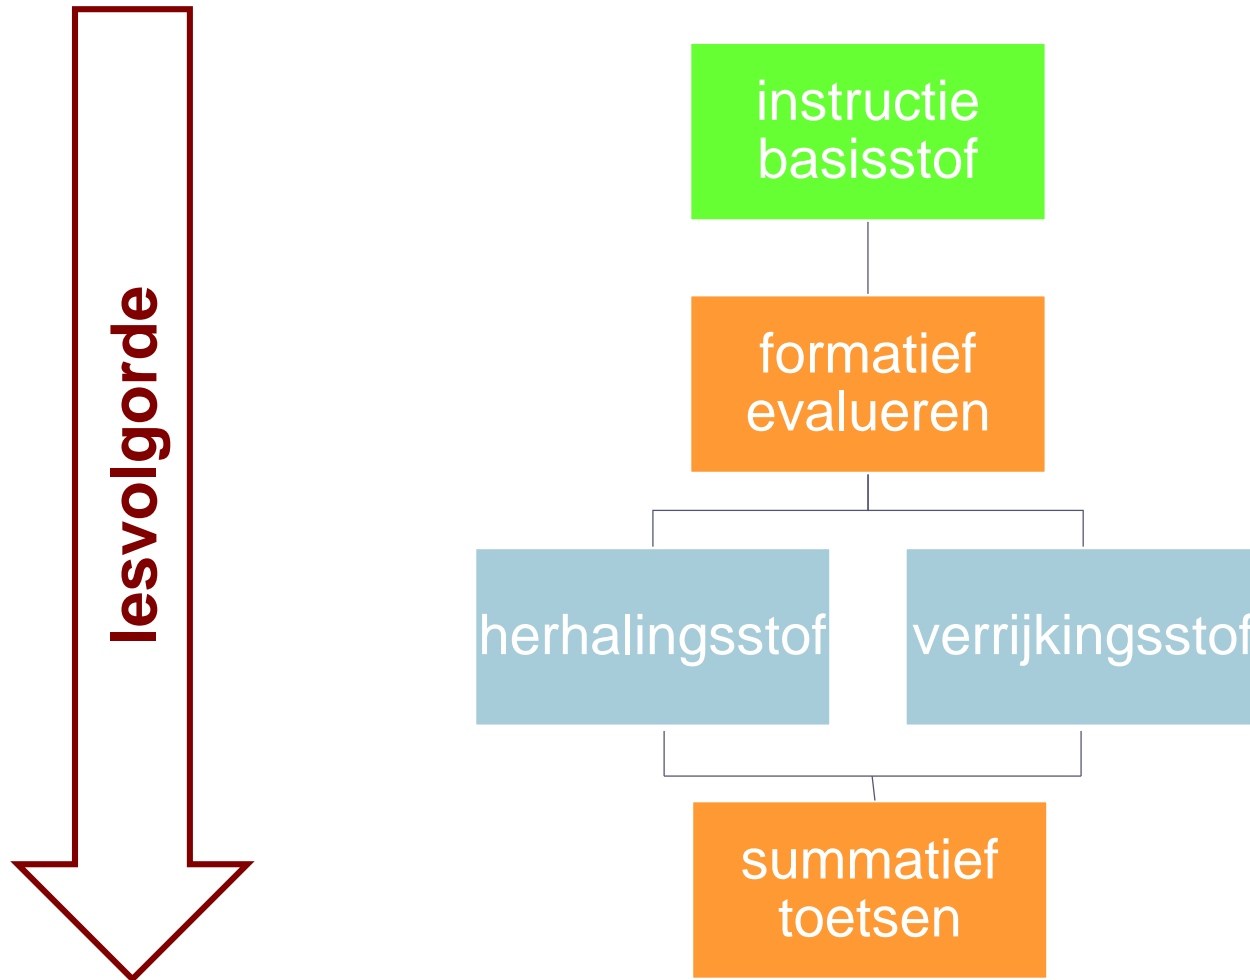 lesvolgorde
instructie
basisstof
formatief
evalueren
herhalingsstof
verrijkingsstof
summatief
toetsen